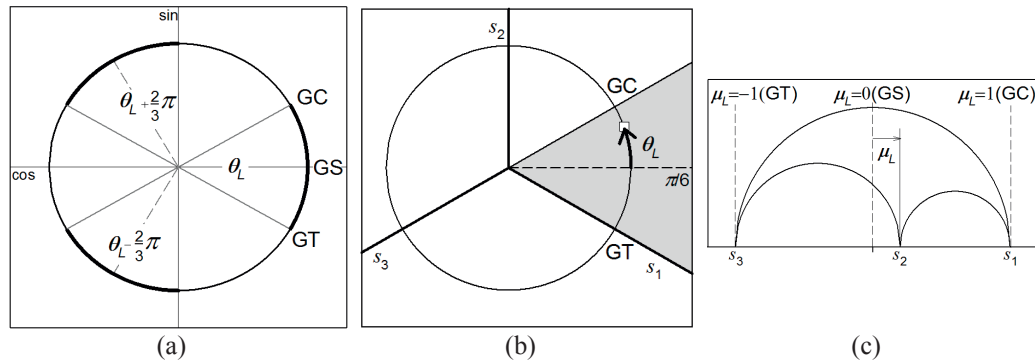 sin
GC
θL+2/3π
θL
GS
cos
θL−2/3π
GT
(a)
s2
GC
θL
π/6
GT
s3
s1
(b)
μL=−1(GT) μL=0(GS) μL=1(GC)
μL
s3 s2 s1
(c)